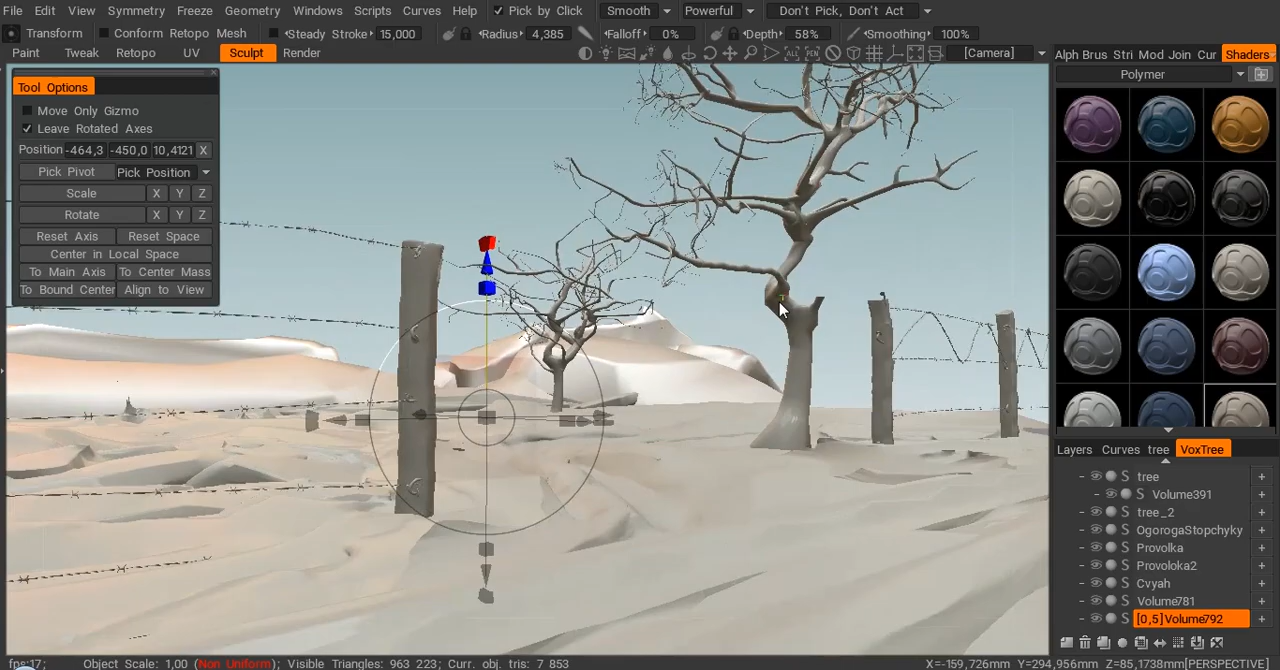 File Edit View Symmetry Freeze Geometry Windows Scripts Curves Help Pick by Click Smooth Powerful Don't Pick, Don't Act
Transform Conform Retopo Mesh Steady Stroke 15,000 Radius 4,385 Falloff 0% Depth 58% Smoothing 100%
Paint Tweak Retopo UV Sculpt Render [Camera] Alph Brus Stri Mod Join Cur Shaders
Polymer
Tool Options
Move Only Gizmo
Leave Rotated Axes
Position -464,3 -450,0 10,4121 X
Pick Pivot Pick Position
Scale X Y Z
Rotate X Y Z
Reset Axis Reset Space
Center in Local Space
To Main Axis To Center Mass
To Bound Center Align to View
Layers Curves tree VoxTree
tree
Volume391
tree_2
OgorogaStopchyky
Provolka
Provoloka2
Cvyah
Volume781
[0,5]Volume792
fps:17; Object Scale: 1,00 (Non Uniform); Visible Triangles: 963 223; Curr. obj. tris: 7 853 X=-159,726mm Y=294,956mm Z=851,1738mm[PERSPECTIVE]